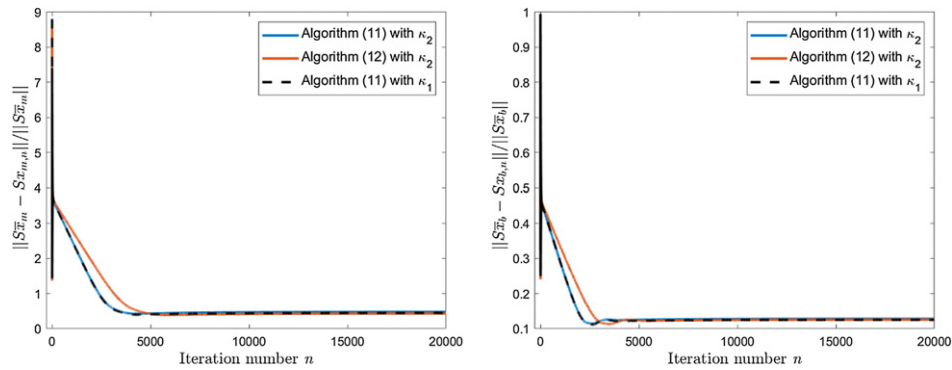 9
8
7
6
5
4
3
2
1
0
||Sx̅ₘ − Sxₘ,ₙ||/||Sx̅ₘ||
Algorithm (11) with κ₂
Algorithm (12) with κ₂
Algorithm (11) with κ₁
0 5000 10000 15000 20000
Iteration number n
1
0.9
0.8
0.7
0.6
0.5
0.4
0.3
0.2
0.1
||Sx̅_b − Sx_{b,n}||/||Sx̅_b||
Algorithm (11) with κ₂
Algorithm (12) with κ₂
Algorithm (11) with κ₁
0 5000 10000 15000 20000
Iteration number n